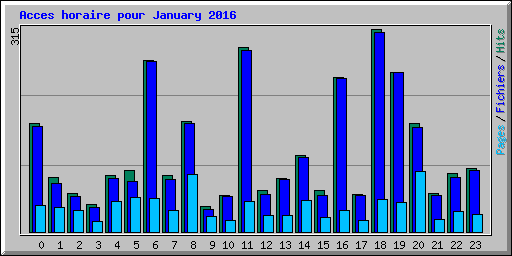 Acces horaire pour January 2016
315
Pages / Fichiers / Hits
0 1 2 3 4 5 6 7 8 9 10 11 12 13 14 15 16 17 18 19 20 21 22 23